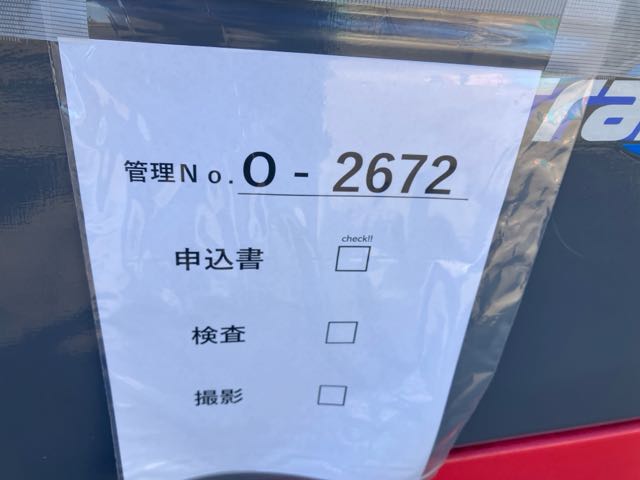 管理No. O - 2672
check!!
申込書 □
検査 □
撮影 □